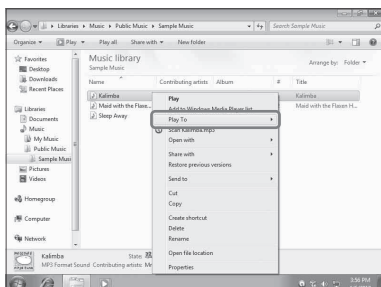 Libraries ▸ Music ▸ Public Music ▸ Sample Music
Search Sample Music
Organize
Play
Play all
Share with
New folder
Favorites
Desktop
Downloads
Recent Places
Libraries
Documents
Music
My Music
Public Music
Sample Musi
Pictures
Videos
Homegroup
Computer
Network
Music library
Sample Music
Arrange by: Folder
Name
Contributing artists
Album
#
Title
Kalimba
Kalimba
Maid with the Flaxe...
Maid with the Flaxen H...
Sleep Away
Play
Add to Windows Media Player list
Play To
Scan Kalimba.mp3
Open with
Share with
Restore previous versions
Send to
Cut
Copy
Create shortcut
Delete
Rename
Open file location
Properties
Kalimba
State:
MP3 Format Sound
Contributing artists: Mr
3:56 PM